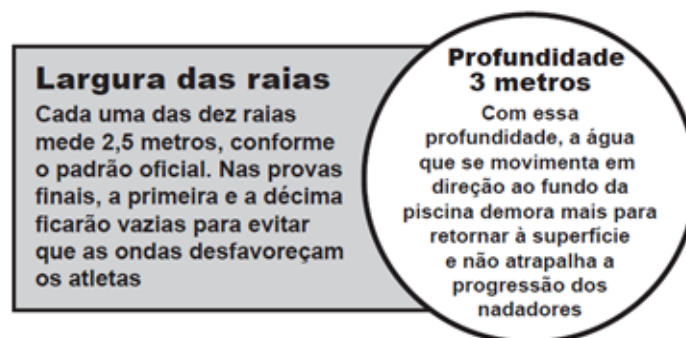 Largura das raias
Cada uma das dez raias
mede 2,5 metros, conforme
o padrão oficial. Nas provas
finais, a primeira e a décima
ficarão vazias para evitar
que as ondas desfavoreçam
os atletas
Profundidade
3 metros
Com essa
profundidade, a água
que se movimenta em
direção ao fundo da
piscina demora mais para
retornar à superfície
e não atrapalha a
progressão dos
nadadores